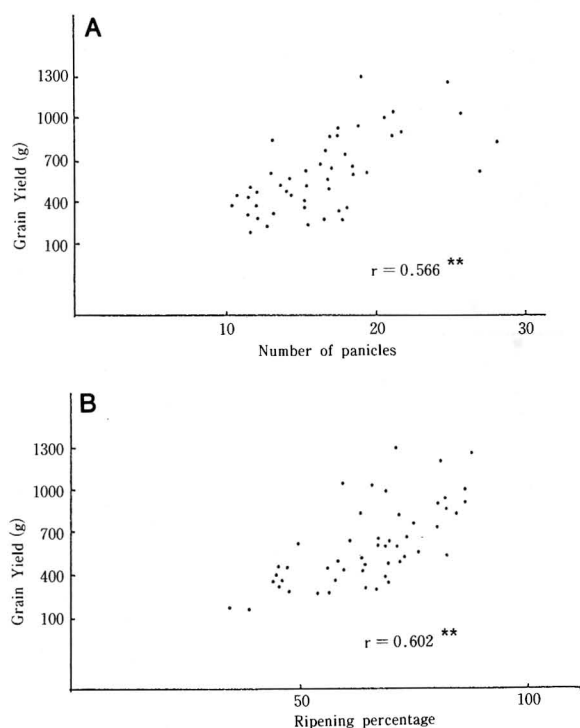 A
1300
1000
700
400
100
Grain Yield (g)
r = 0.566 **
10 20 30
Number of panicles
B
1300
1000
700
400
100
Grain Yield (g)
r = 0.602 **
50 100
Ripening percentage